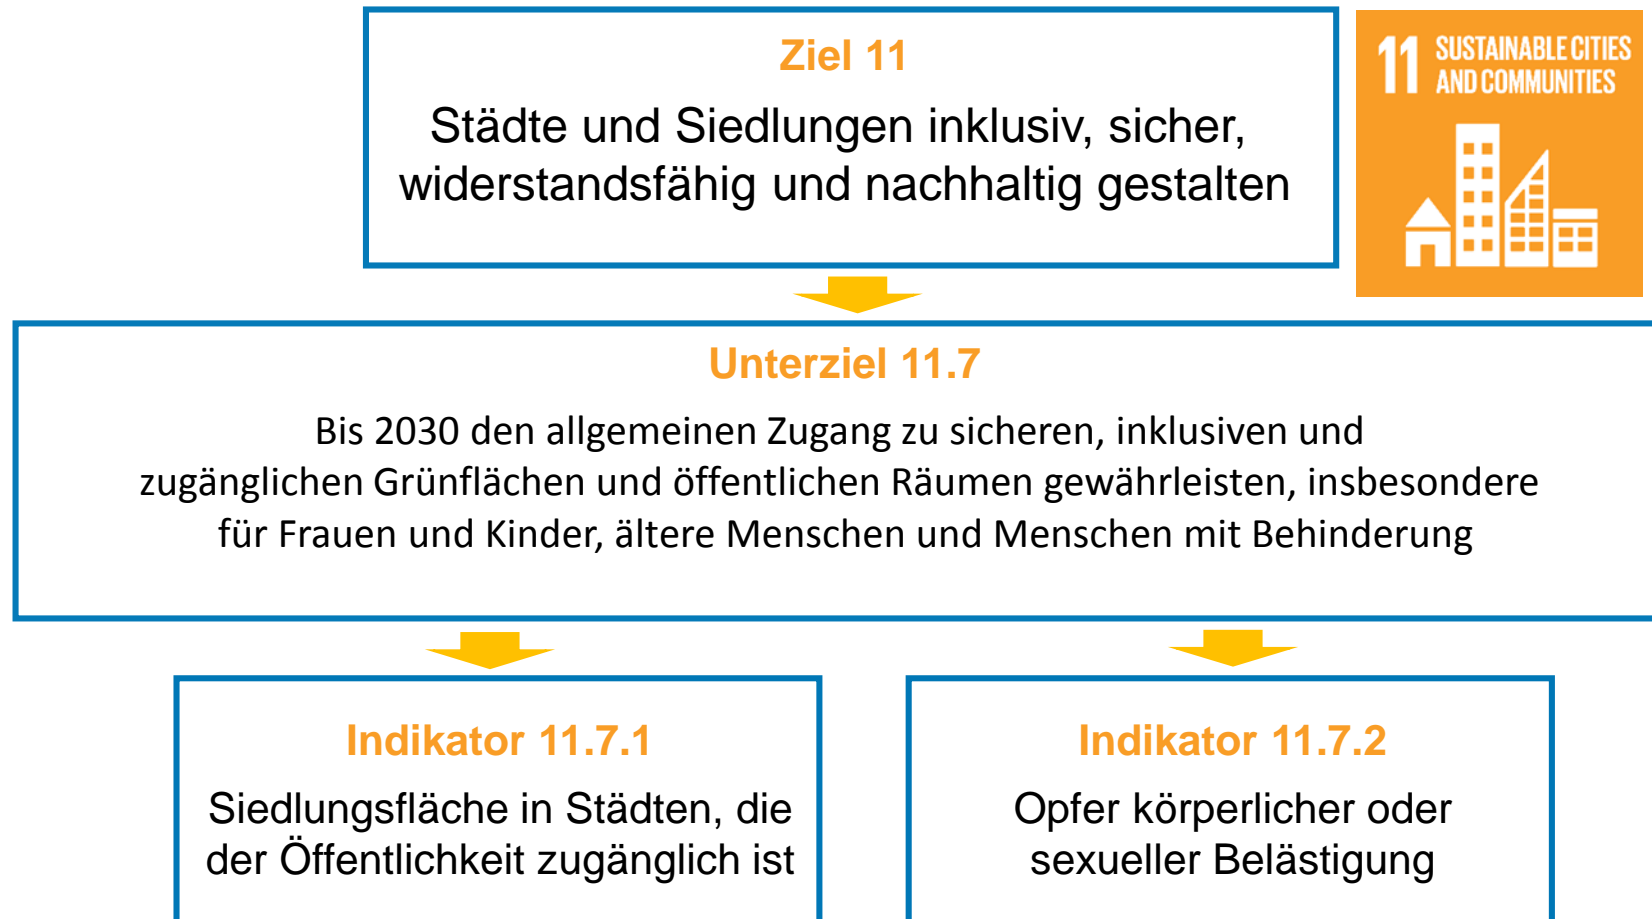 Ziel 11
Städte und Siedlungen inklusiv, sicher,
widerstandsfähig und nachhaltig gestalten
11 SUSTAINABLE CITIES
AND COMMUNITIES
Unterziel 11.7
Bis 2030 den allgemeinen Zugang zu sicheren, inklusiven und
zugänglichen Grünflächen und öffentlichen Räumen gewährleisten, insbesondere
für Frauen und Kinder, ältere Menschen und Menschen mit Behinderung
Indikator 11.7.1
Siedlungsfläche in Städten, die
der Öffentlichkeit zugänglich ist
Indikator 11.7.2
Opfer körperlicher oder
sexueller Belästigung